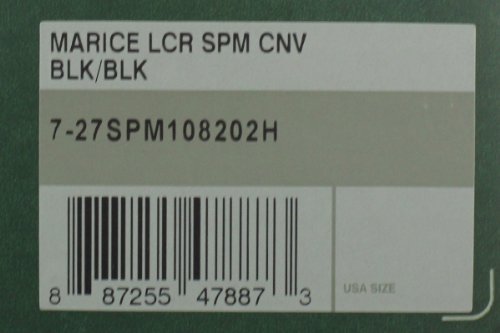 MARICE LCR SPM CNV
BLK/BLK
7-27SPM108202H
8 87255 47887 3
USA SIZE